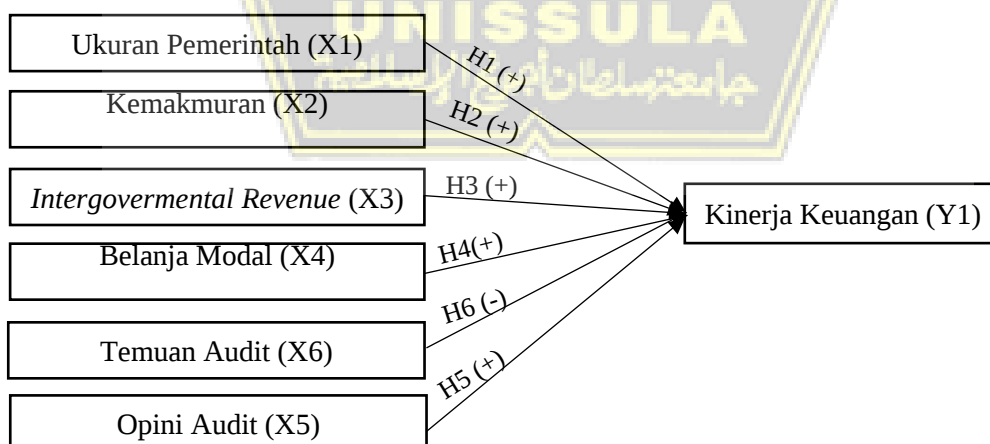 UNISSULA
Ukuran Pemerintah (X1)
H1 (+)
Kemakmuran (X2)
H2 (+)
Intergovermental Revenue (X3)
H3 (+)
Kinerja Keuangan (Y1)
Belanja Modal (X4)
H4(+)
H6 (-)
Temuan Audit (X6)
H5 (+)
Opini Audit (X5)